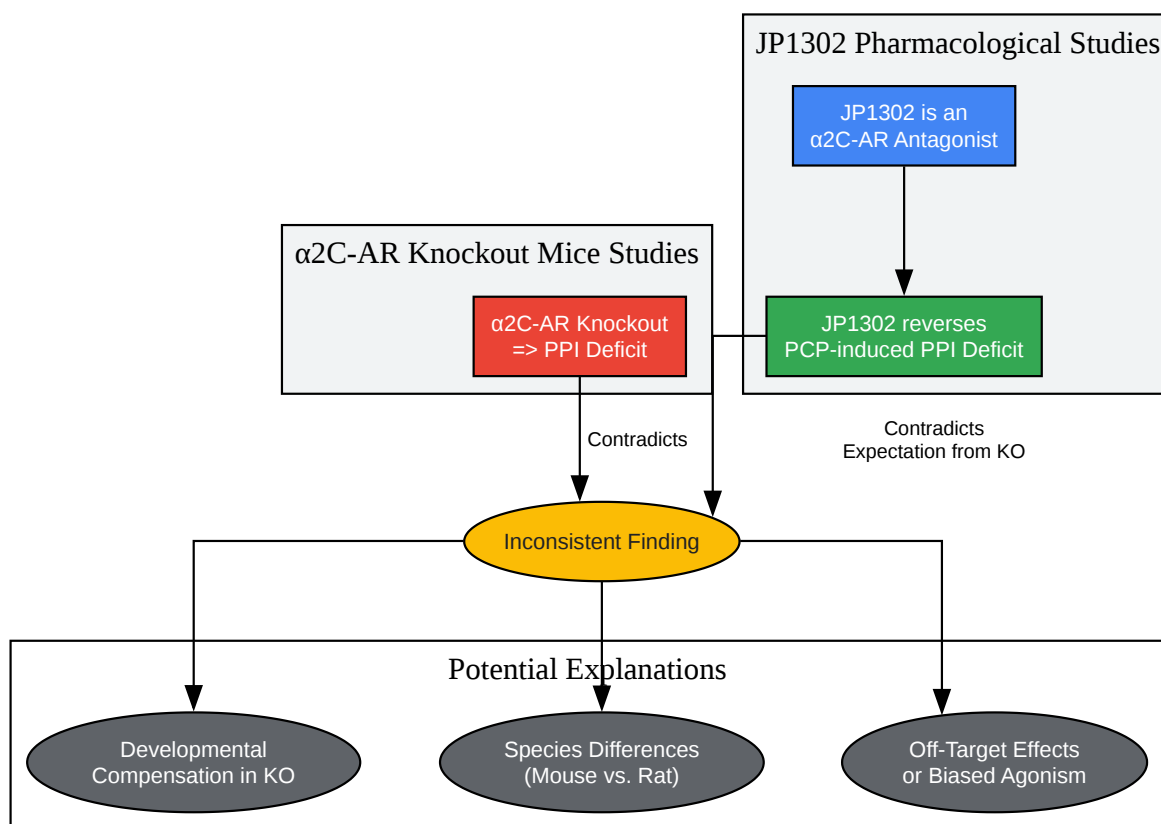 JP1302 Pharmacological Studies
JP1302 is an
α2C-AR Antagonist
α2C-AR Knockout Mice Studies
α2C-AR Knockout
=> PPI Deficit
JP1302 reverses
PCP-induced PPI Deficit
Contradicts
Contradicts
Expectation from KO
Inconsistent Finding
Potential Explanations
Developmental
Compensation in KO
Species Differences
(Mouse vs. Rat)
Off-Target Effects
or Biased Agonism